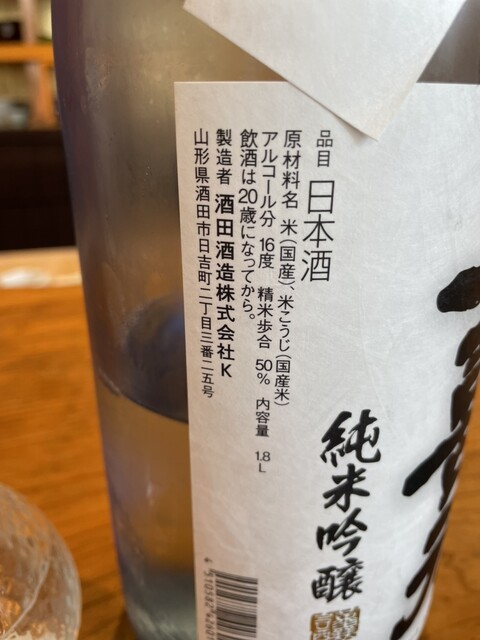 純米吟醸
品目 日本酒
原材料名 米(国産)、米こうじ(国産米)
アルコール分 16度 精米歩合 50% 内容量 1.8L
飲酒は20歳になってから。
製造者 酒田酒造株式会社K
山形県酒田市日吉町二丁目三番二五号